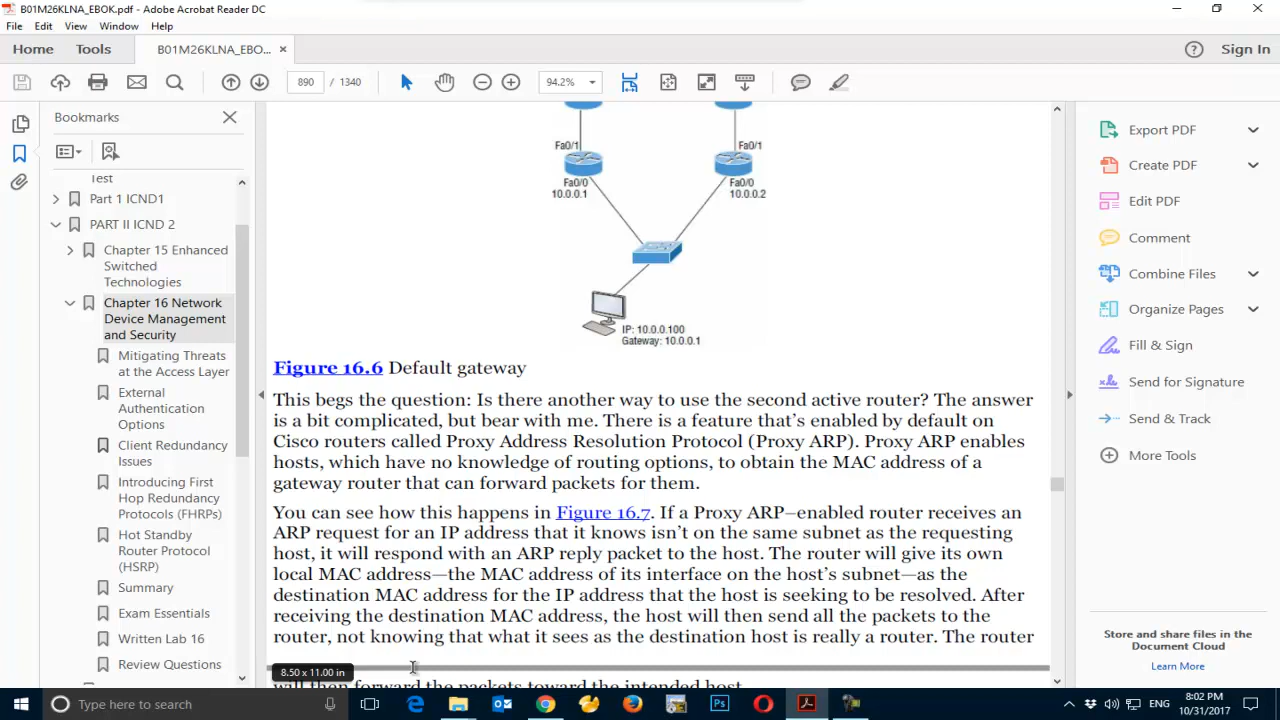 B01M26KLNA_EBOK.pdf - Adobe Acrobat Reader DC
File Edit View Window Help
Home Tools B01M26KLNA_EBO... × Sign In
890 / 1340 94.2%
Bookmarks
Test
Part 1 ICND1
PART II ICND 2
Chapter 15 Enhanced
Switched
Technologies
Chapter 16 Network
Device Management
and Security
Mitigating Threats
at the Access Layer
External
Authentication
Options
Client Redundancy
Issues
Introducing First
Hop Redundancy
Protocols (FHRPs)
Hot Standby
Router Protocol
(HSRP)
Summary
Exam Essentials
Written Lab 16
Review Questions
Fa0/1 Fa0/1
Fa0/0 Fa0/0
10.0.0.1 10.0.0.2
IP: 10.0.0.100
Gateway: 10.0.0.1
Figure 16.6 Default gateway
This begs the question: Is there another way to use the second active router? The answer
is a bit complicated, but bear with me. There is a feature that's enabled by default on
Cisco routers called Proxy Address Resolution Protocol (Proxy ARP). Proxy ARP enables
hosts, which have no knowledge of routing options, to obtain the MAC address of a
gateway router that can forward packets for them.
You can see how this happens in Figure 16.7. If a Proxy ARP–enabled router receives an
ARP request for an IP address that it knows isn't on the same subnet as the requesting
host, it will respond with an ARP reply packet to the host. The router will give its own
local MAC address—the MAC address of its interface on the host's subnet—as the
destination MAC address for the IP address that the host is seeking to be resolved. After
receiving the destination MAC address, the host will then send all the packets to the
router, not knowing that what it sees as the destination host is really a router. The router
8.50 x 11.00 in
will then forward the packets toward the intended host.
Export PDF
Create PDF
Edit PDF
Comment
Combine Files
Organize Pages
Fill & Sign
Send for Signature
Send & Track
More Tools
Store and share files in the
Document Cloud
Learn More
Type here to search
8:02 PM
10/31/2017